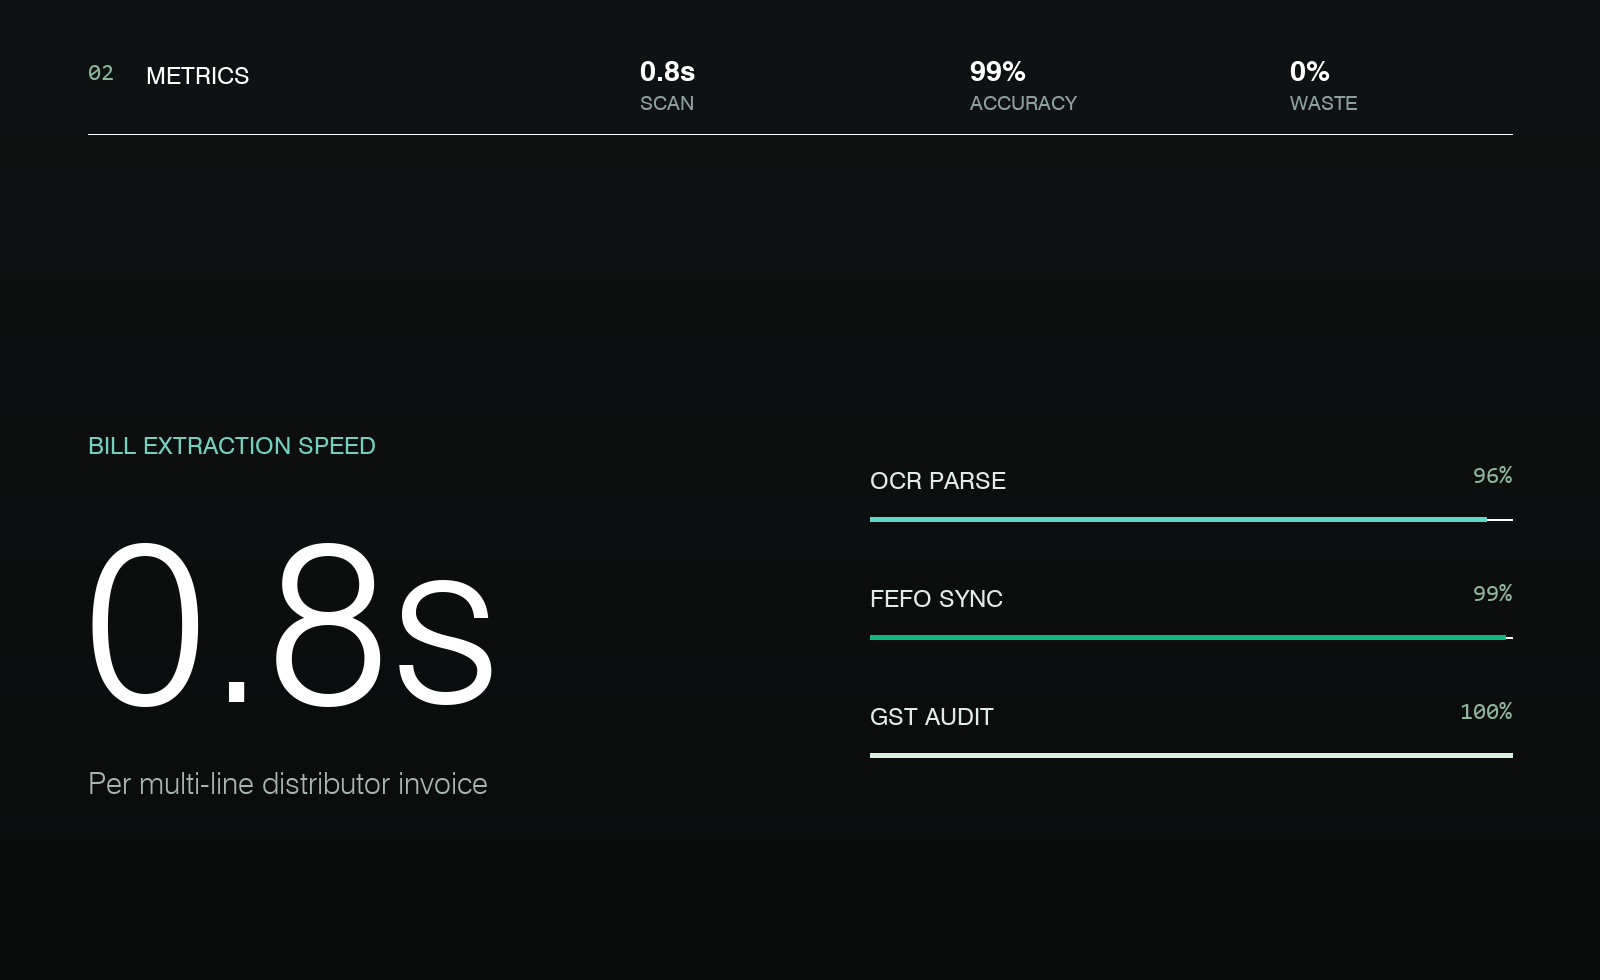 02 METRICS
0.8s
SCAN
99%
ACCURACY
0%
WASTE
BILL EXTRACTION SPEED
0.8s
Per multi-line distributor invoice
OCR PARSE 96%
FEFO SYNC 99%
GST AUDIT 100%